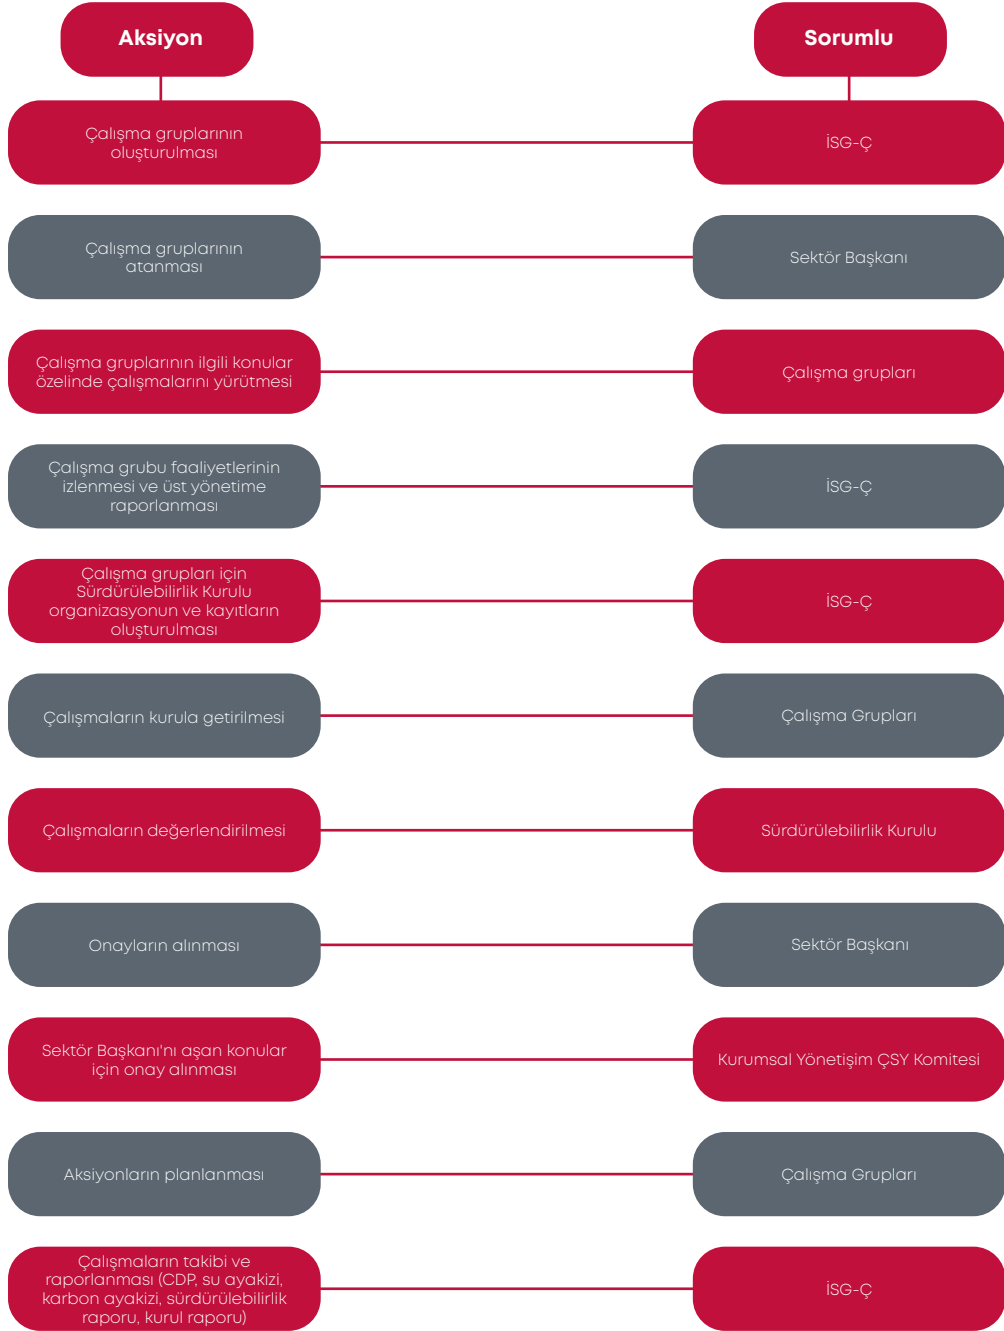 Aksiyon
Sorumlu
Çalışma gruplarının
oluşturulması
İSG-Ç
Çalışma gruplarının
atanması
Sektör Başkanı
Çalışma gruplarının ilgili konular
özelinde çalışmalarını yürütmesi
Çalışma grupları
Çalışma grubu faaliyetlerinin
izlenmesi ve üst yönetime
raporlanması
İSG-Ç
Çalışma grupları için
Sürdürülebilirlik Kurulu
organizasyonun ve kayıtların
oluşturulması
İSG-Ç
Çalışmaların kurula getirilmesi
Çalışma Grupları
Çalışmaların değerlendirilmesi
Sürdürülebilirlik Kurulu
Onayların alınması
Sektör Başkanı
Sektör Başkanı'nı aşan konular
için onay alınması
Kurumsal Yönetişim ÇSY Komitesi
Aksiyonların planlanması
Çalışma Grupları
Çalışmaların takibi ve
raporlanması (CDP, su ayakizi,
karbon ayakizi, sürdürülebilirlik
raporu, kurul raporu)
İSG-Ç